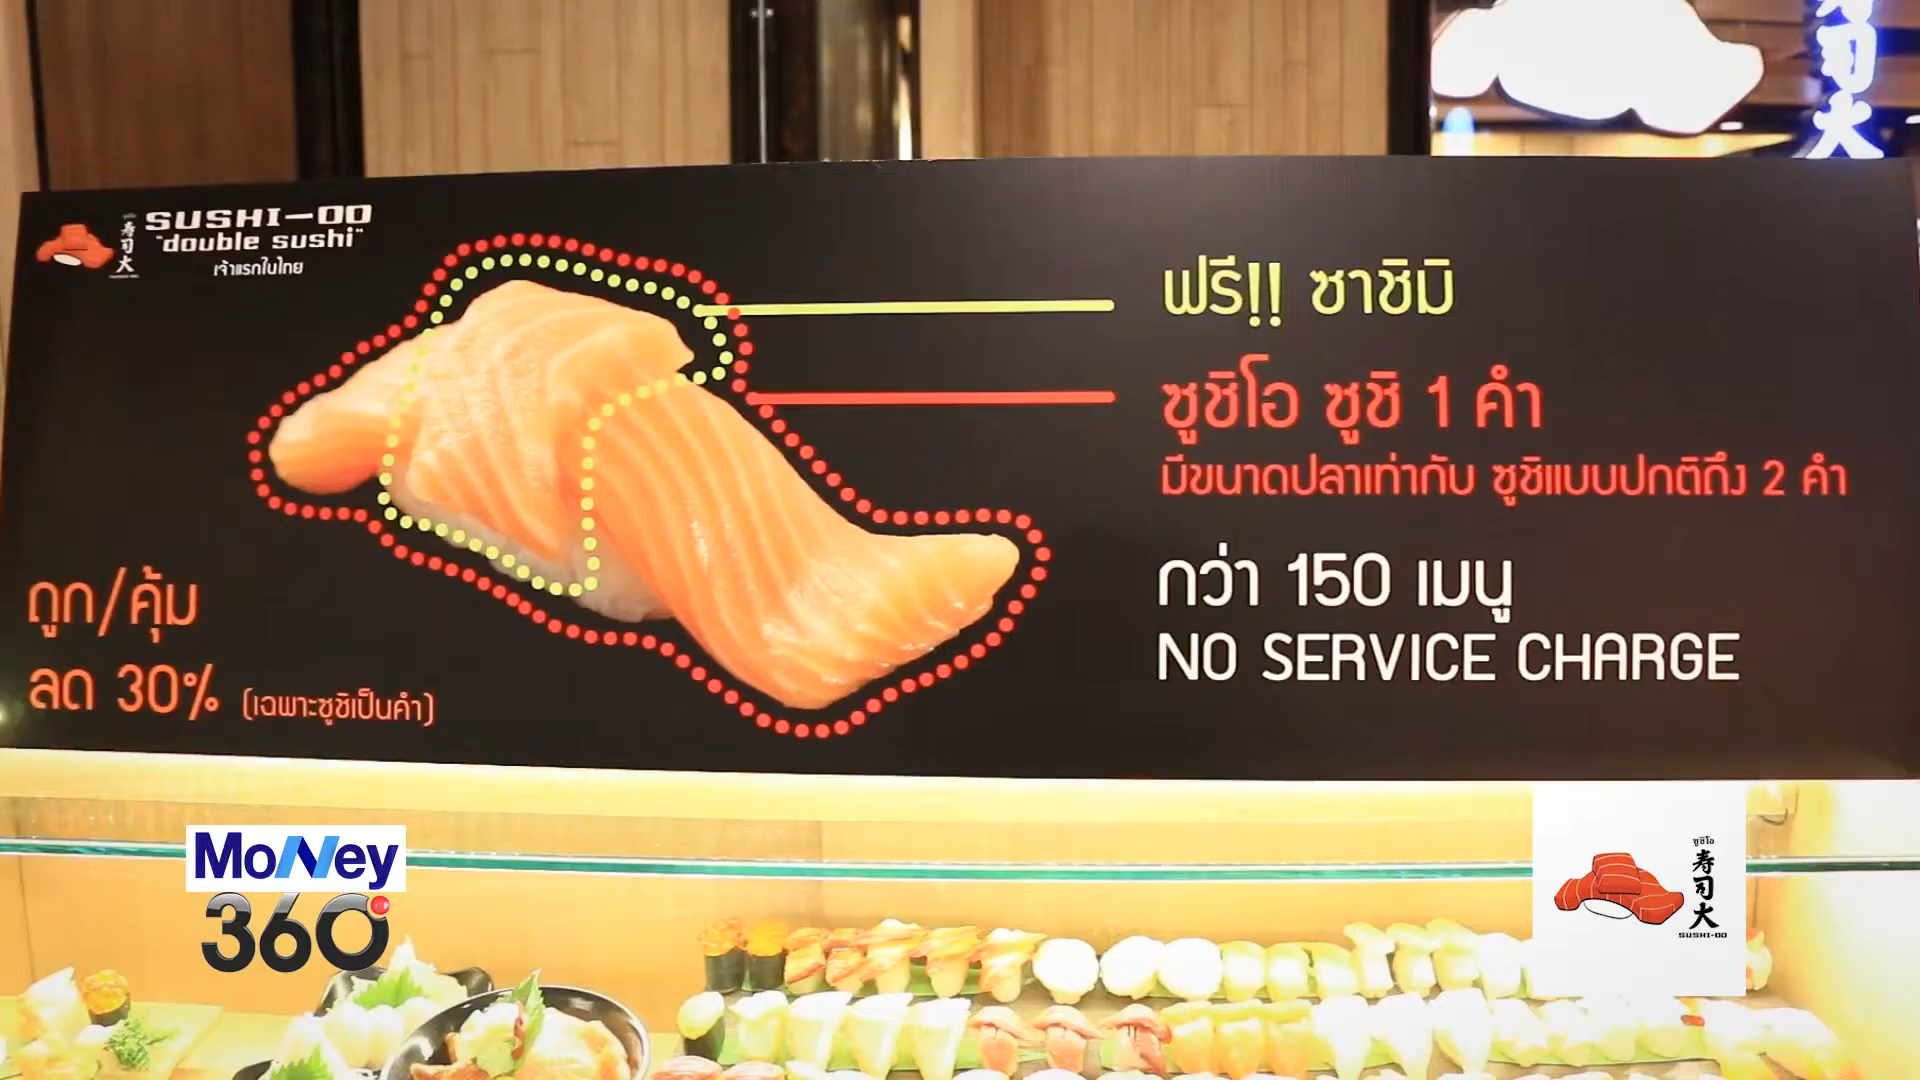 寿司大
寿司大
SUSHI-OO
"double sushi"
เจ้าแรกในไทย
ฟรี!! ซาชิมิ
ซูชิโอ ซูชิ 1 คำ
มีขนาดปลาเท่ากับ ซูชิแบบปกติถึง 2 คำ
กว่า 150 เมนู
NO SERVICE CHARGE
ถูก/คุ้ม
ลด 30% (เฉพาะซูชิเป็นคำ)
Money
360°
ซูชิโอ
寿司大
SUSHI-OO